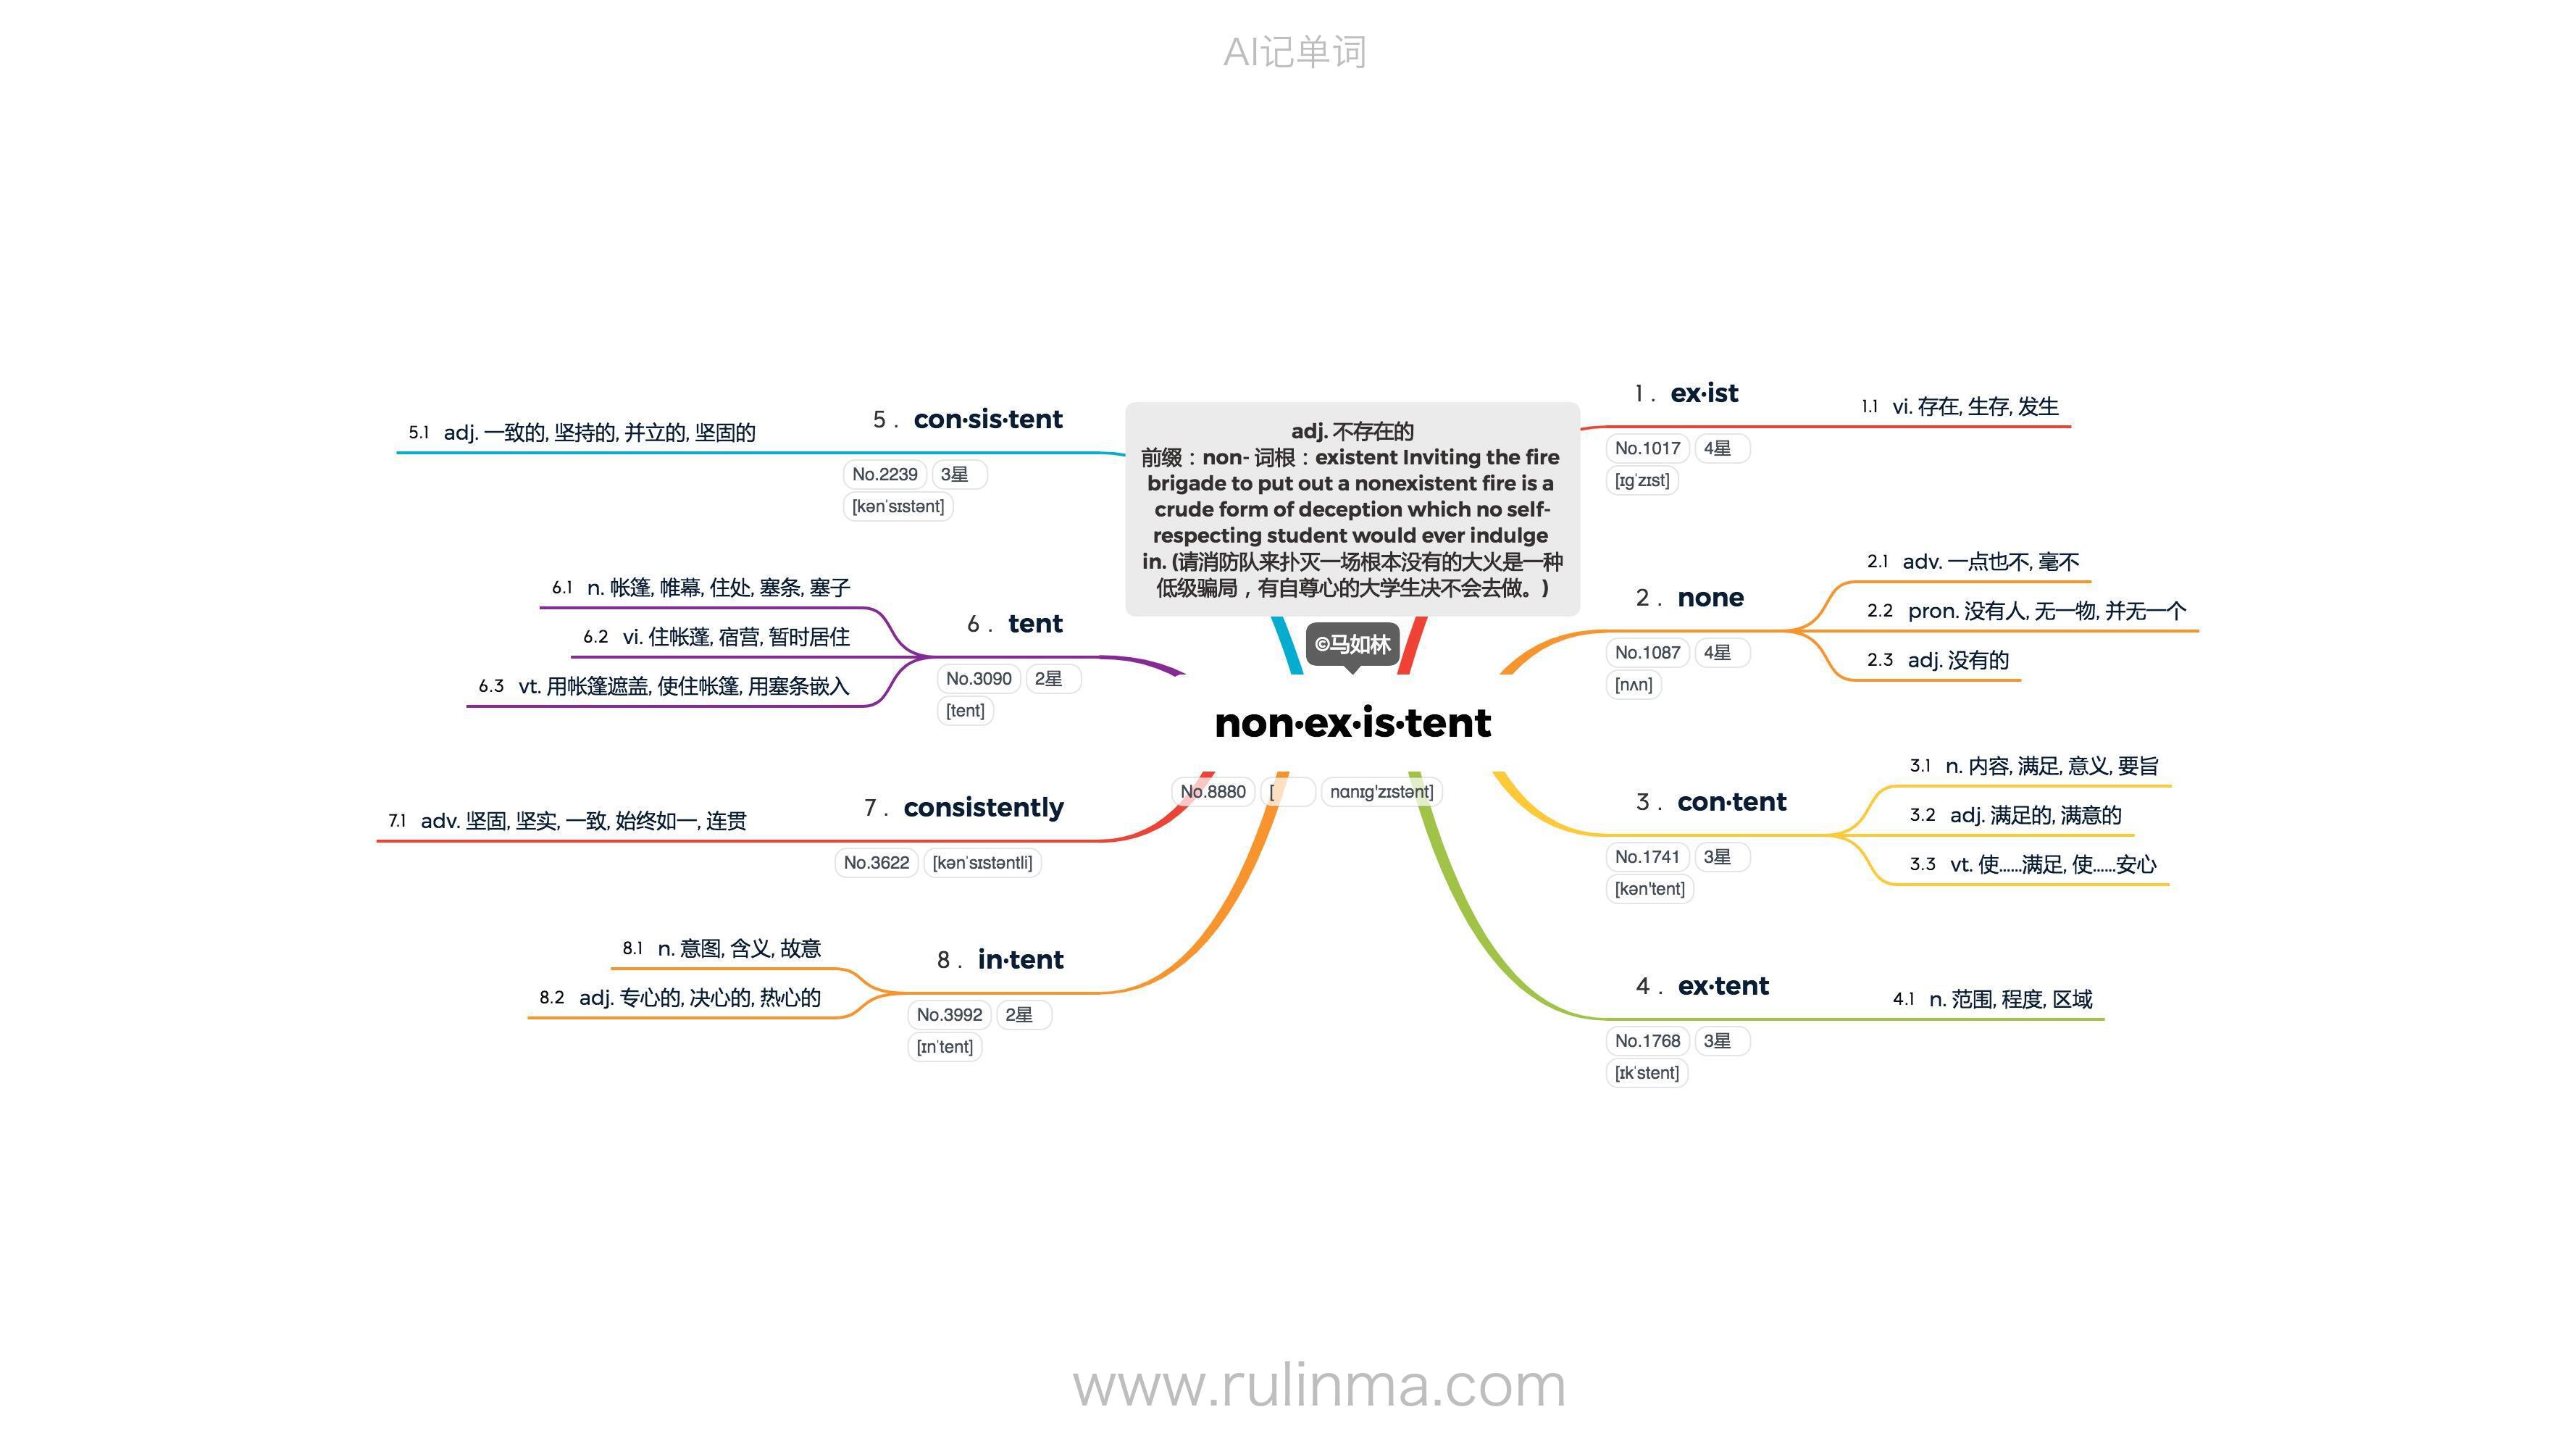 AI记单词
adj. 不存在的
前缀：non- 词根：existent Inviting the fire
brigade to put out a nonexistent fire is a
crude form of deception which no self-
respecting student would ever indulge
in. (请消防队来扑灭一场根本没有的大火是一种
低级骗局，有自尊心的大学生决不会去做。)
©马如林
non·ex·is·tent
No.8880 [ nɑnɪg'zɪstənt]
1. ex·ist
No.1017 4星
[ɪɡˈzɪst]
1.1 vi. 存在, 生存, 发生
2. none
No.1087 4星
[nʌn]
2.1 adv. 一点也不, 毫不
2.2 pron. 没有人, 无一物, 并无一个
2.3 adj. 没有的
3. con·tent
No.1741 3星
[kən'tent]
3.1 n. 内容, 满足, 意义, 要旨
3.2 adj. 满足的, 满意的
3.3 vt. 使......满足, 使......安心
4. ex·tent
No.1768 3星
[ɪkˈstent]
4.1 n. 范围, 程度, 区域
5. con·sis·tent
No.2239 3星
[kənˈsɪstənt]
5.1 adj. 一致的, 坚持的, 并立的, 坚固的
6. tent
No.3090 2星
[tent]
6.1 n. 帐篷, 帷幕, 住处, 塞条, 塞子
6.2 vi. 住帐蓬, 宿营, 暂时居住
6.3 vt. 用帐篷遮盖, 使住帐篷, 用塞条嵌入
7. consistently
No.3622 [kənˈsɪstəntli]
7.1 adv. 坚固, 坚实, 一致, 始终如一, 连贯
8. in·tent
No.3992 2星
[ɪnˈtent]
8.1 n. 意图, 含义, 故意
8.2 adj. 专心的, 决心的, 热心的
www.rulinma.com